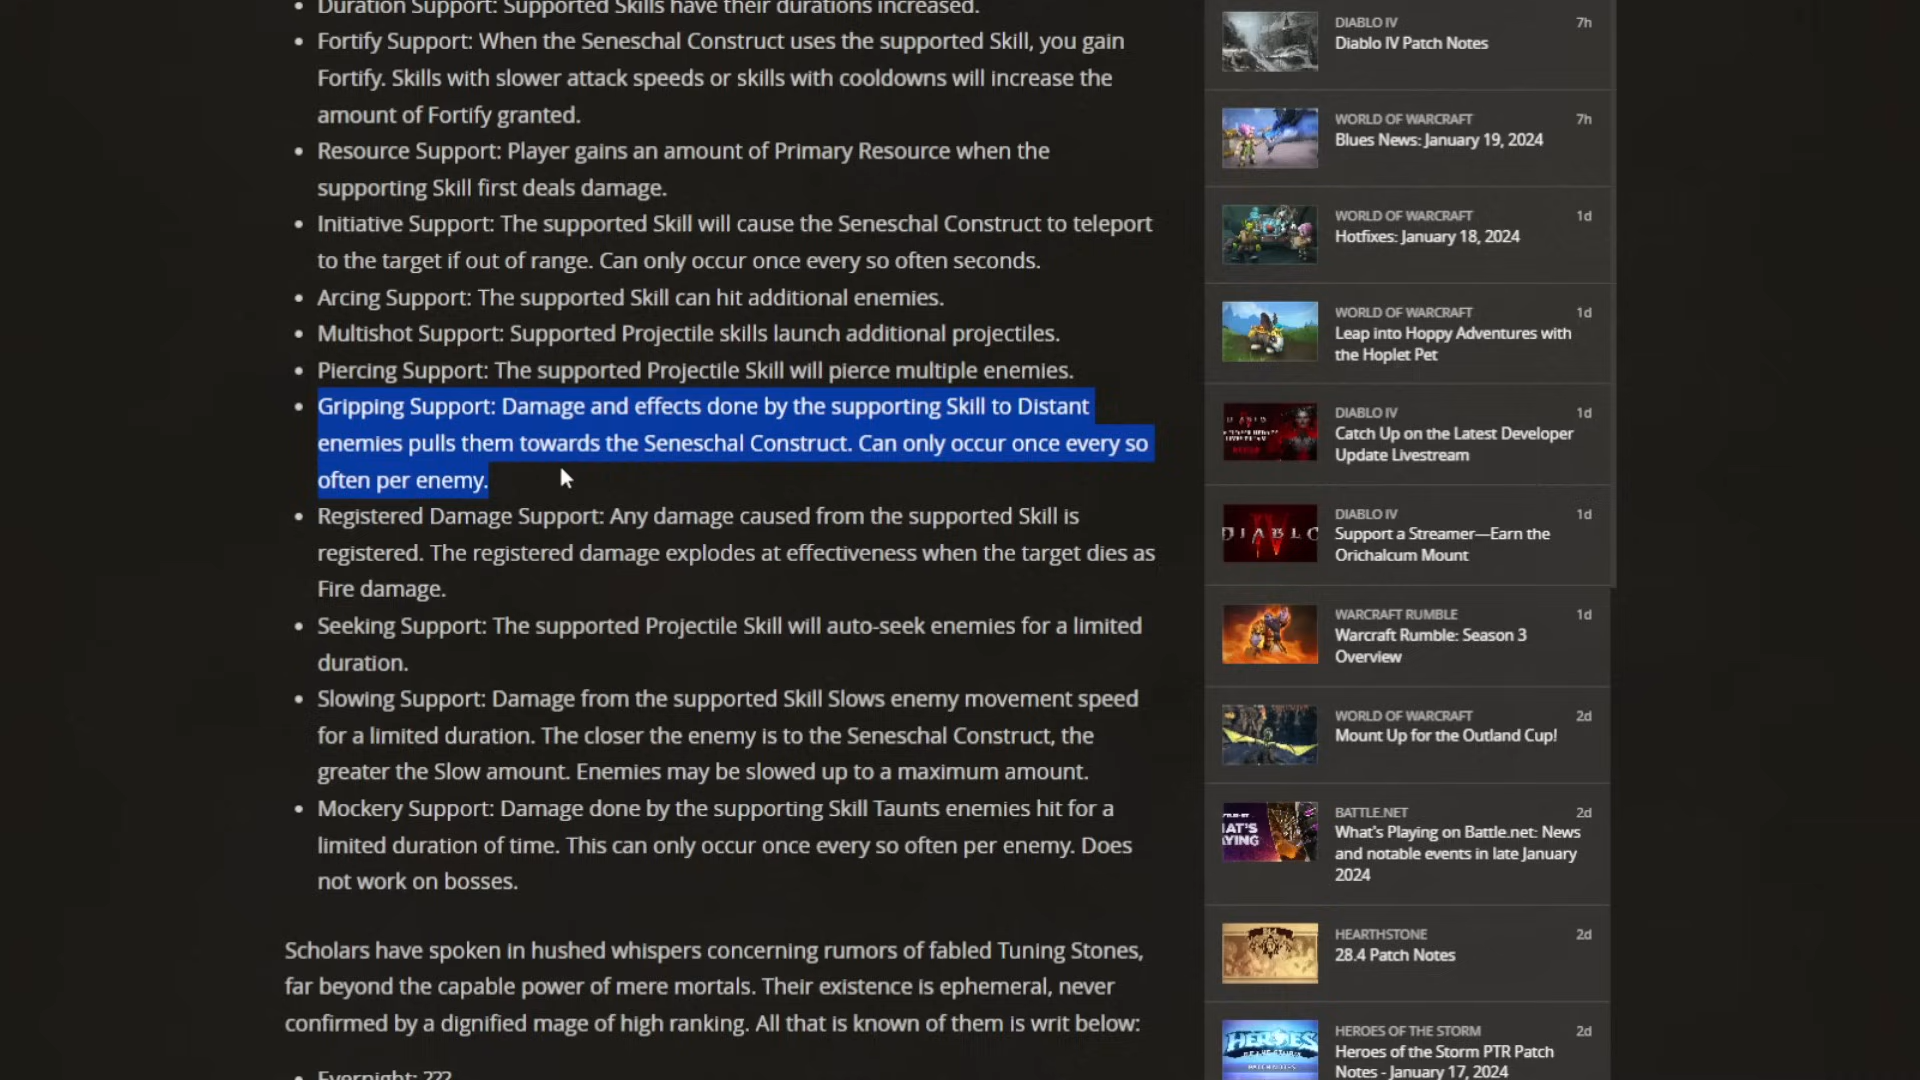 Duration Support: Supported Skills have their durations increased.
Fortify Support: When the Seneschal Construct uses the supported Skill, you gain
Fortify. Skills with slower attack speeds or skills with cooldowns will increase the
amount of Fortify granted.
Resource Support: Player gains an amount of Primary Resource when the
supporting Skill first deals damage.
Initiative Support: The supported Skill will cause the Seneschal Construct to teleport
to the target if out of range. Can only occur once every so often seconds.
Arcing Support: The supported Skill can hit additional enemies.
Multishot Support: Supported Projectile skills launch additional projectiles.
Piercing Support: The supported Projectile Skill will pierce multiple enemies.
Gripping Support: Damage and effects done by the supporting Skill to Distant
enemies pulls them towards the Seneschal Construct. Can only occur once every so
often per enemy.
Registered Damage Support: Any damage caused from the supported Skill is
registered. The registered damage explodes at effectiveness when the target dies as
Fire damage.
Seeking Support: The supported Projectile Skill will auto-seek enemies for a limited
duration.
Slowing Support: Damage from the supported Skill Slows enemy movement speed
for a limited duration. The closer the enemy is to the Seneschal Construct, the
greater the Slow amount. Enemies may be slowed up to a maximum amount.
Mockery Support: Damage done by the supporting Skill Taunts enemies hit for a
limited duration of time. This can only occur once every so often per enemy. Does
not work on bosses.
Scholars have spoken in hushed whispers concerning rumors of fabled Tuning Stones,
far beyond the capable power of mere mortals. Their existence is ephemeral, never
confirmed by a dignified mage of high ranking. All that is known of them is writ below:
Evernight: ???
DIABLO IV 7h
Diablo IV Patch Notes
WORLD OF WARCRAFT 7h
Blues News: January 19, 2024
WORLD OF WARCRAFT 1d
Hotfixes: January 18, 2024
WORLD OF WARCRAFT 1d
Leap into Hoppy Adventures with
the Hoplet Pet
DIABLO IV 1d
Catch Up on the Latest Developer
Update Livestream
DIABLO IV 1d
Support a Streamer—Earn the
Orichalcum Mount
DIABLO
WARCRAFT RUMBLE 1d
Warcraft Rumble: Season 3
Overview
WORLD OF WARCRAFT 2d
Mount Up for the Outland Cup!
BATTLE.NET 2d
What's Playing on Battle.net: News
and notable events in late January
2024
HEARTHSTONE 2d
28.4 Patch Notes
HEROES OF THE STORM 2d
Heroes of the Storm PTR Patch
Notes - January 17, 2024
HEROES